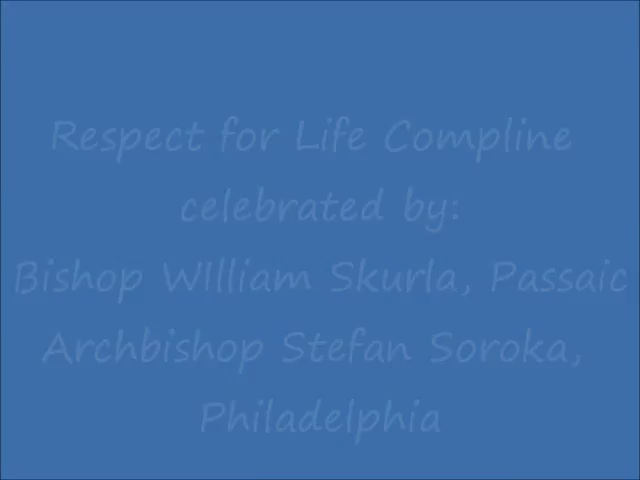 Respect for Life Compline
celebrated by:
Bishop WIlliam Skurla, Passaic
Archbishop Stefan Soroka,
Philadelphia